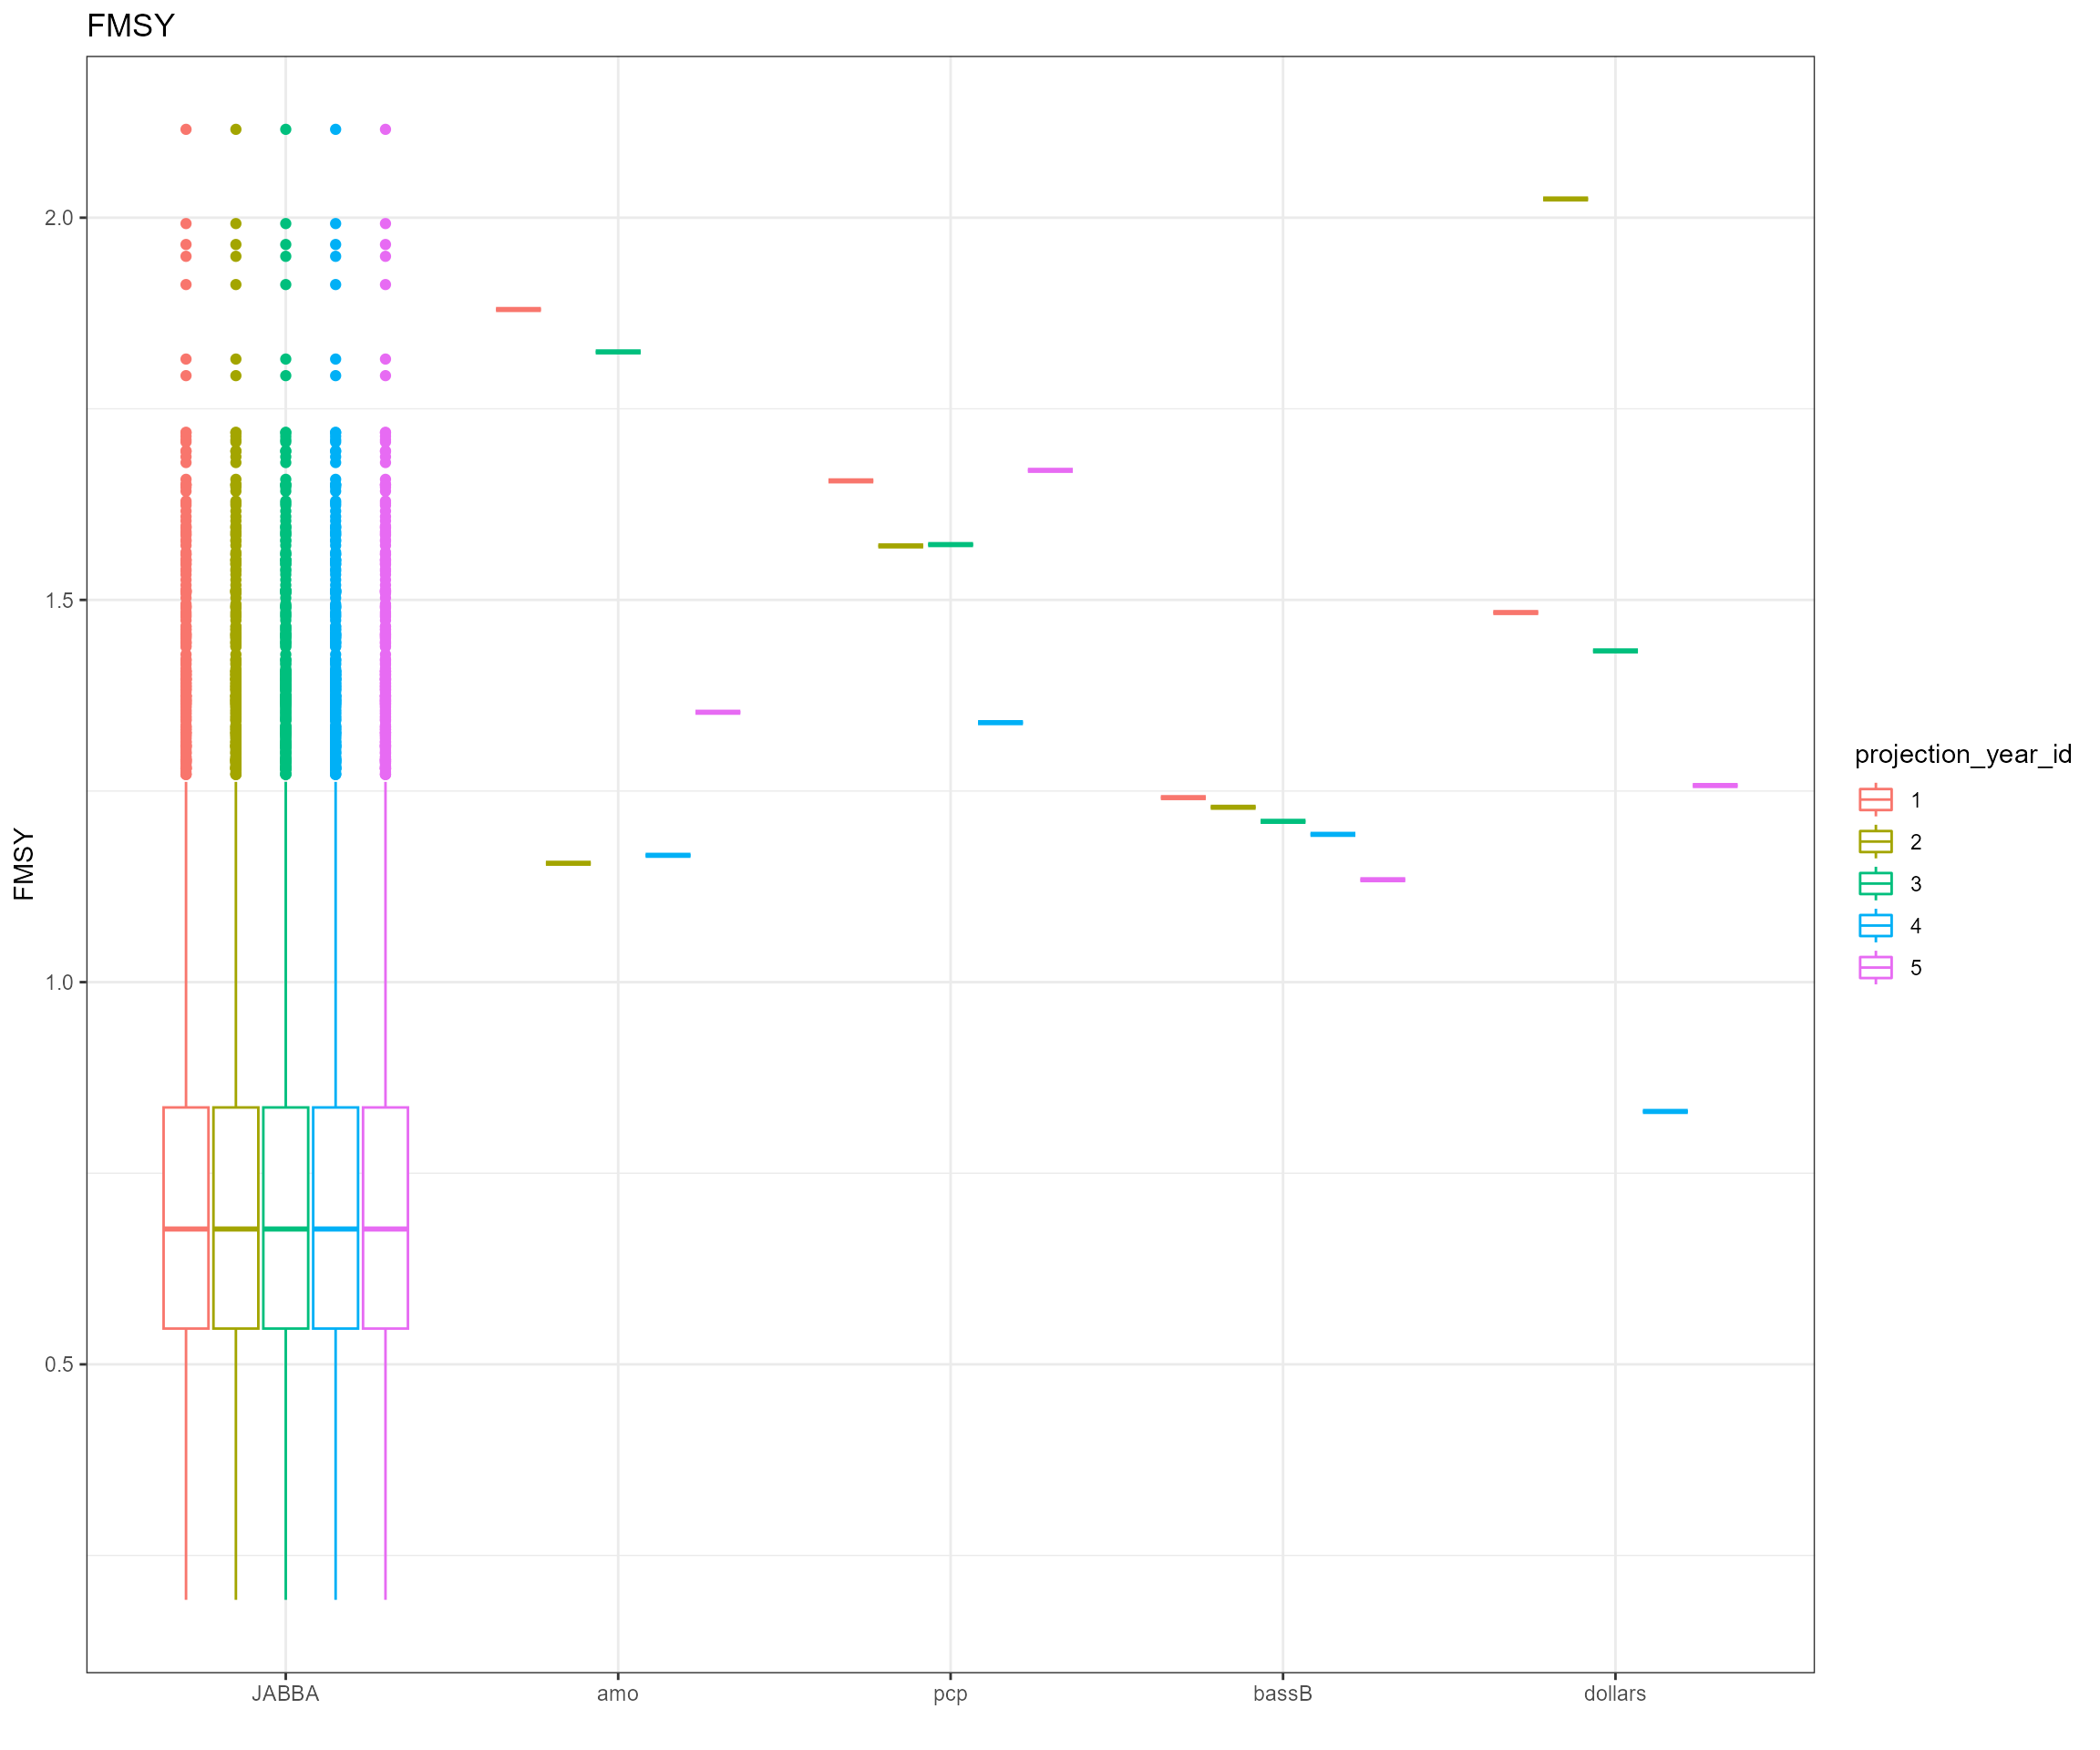 FMSY
FMSY
2.0
1.5
1.0
0.5
JABBA
amo
pcp
bassB
dollars
projection_year_id
1
2
3
4
5